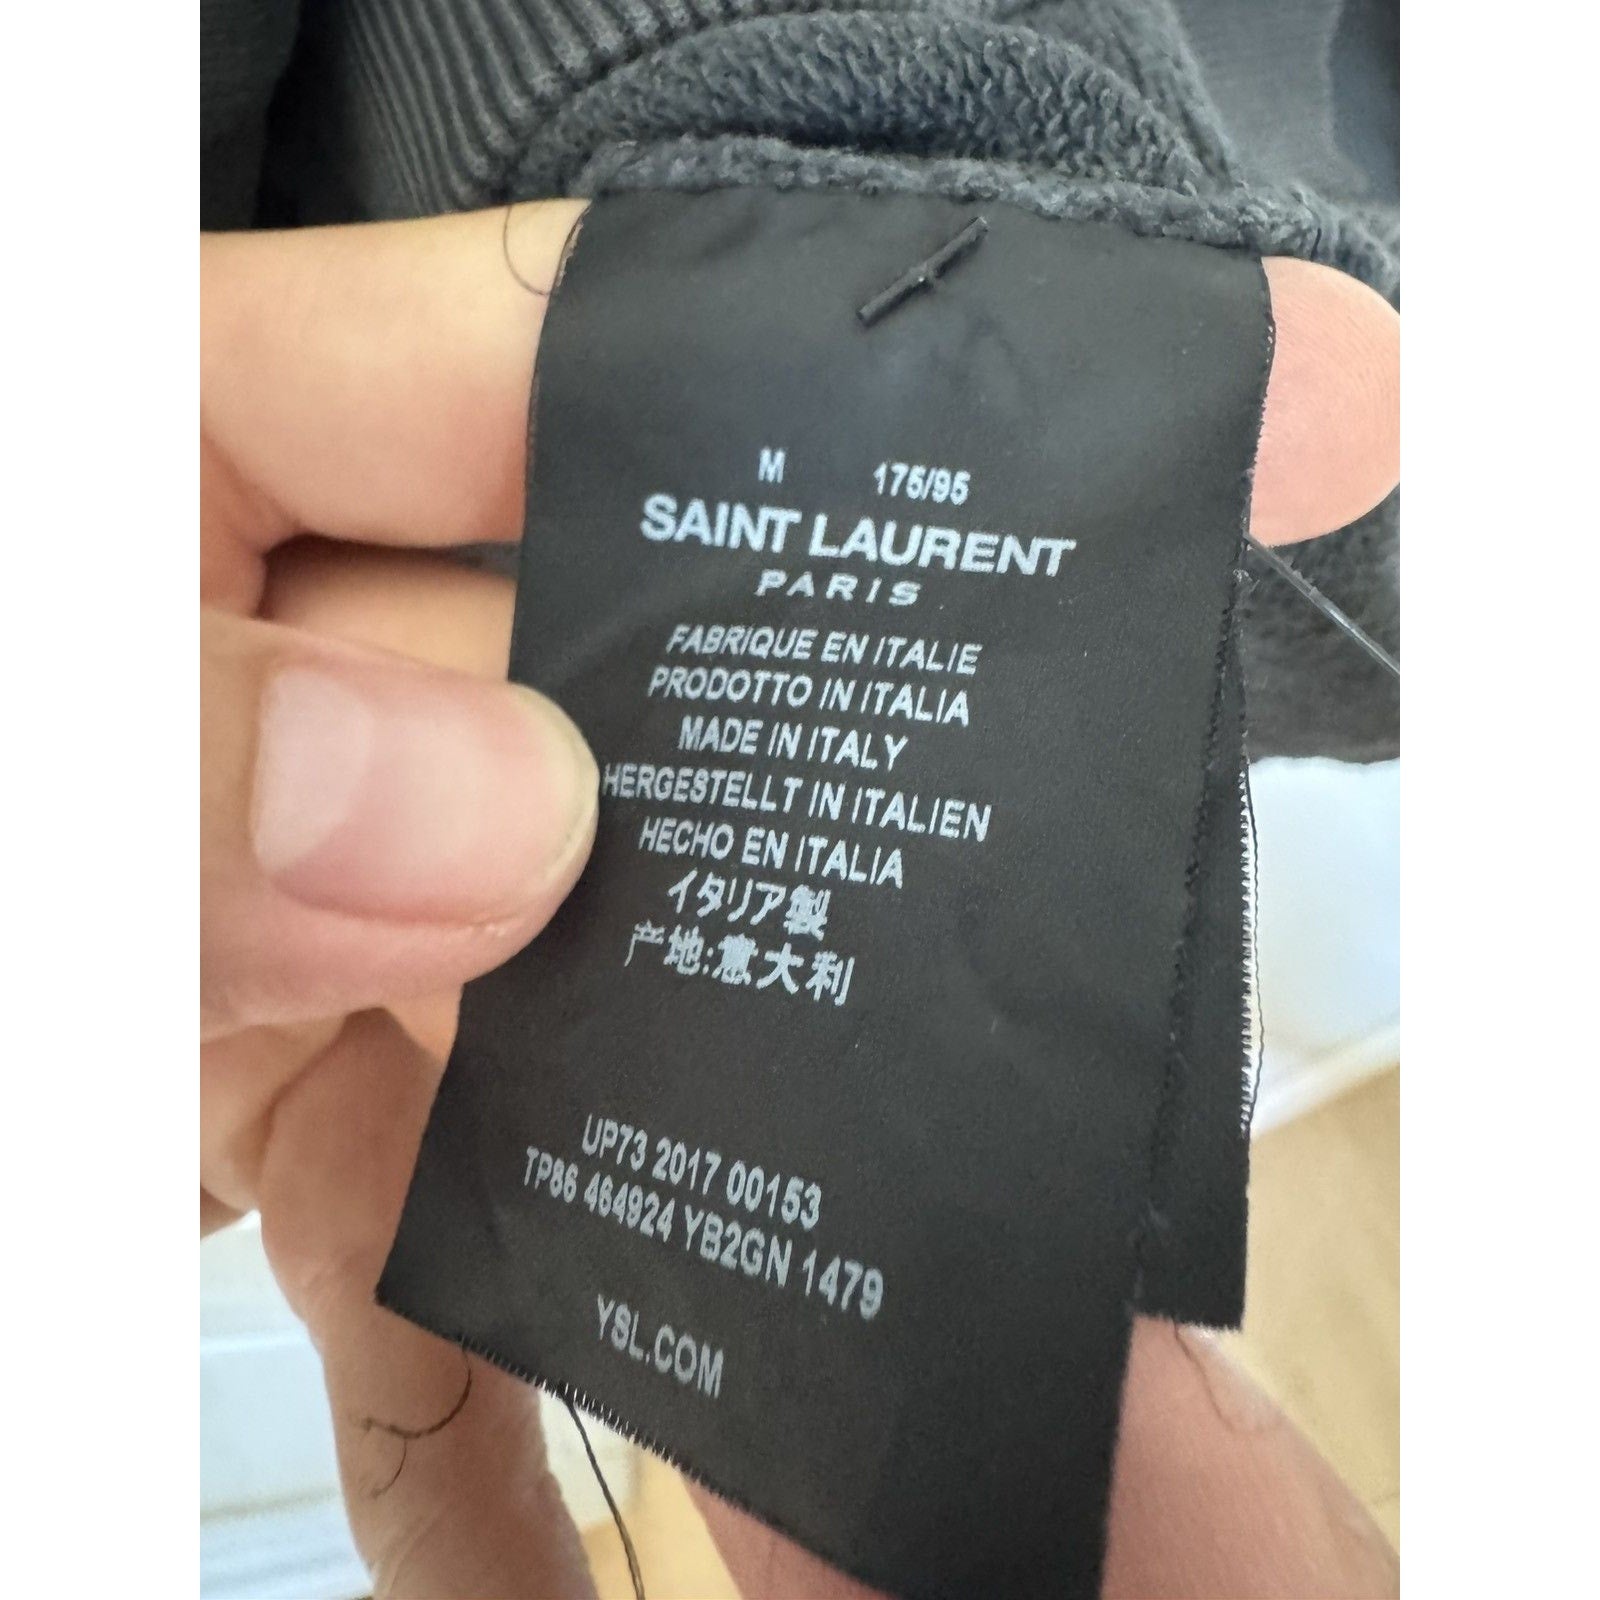 M 175/95
SAINT LAURENT
PARIS
FABRIQUE EN ITALIE
PRODOTTO IN ITALIA
MADE IN ITALY
HERGESTELLT IN ITALIEN
HECHO EN ITALIA
イタリア製
产地:意大利
UP73 2017 00153
TP86 464924 YB2GN 1479
YSL.COM